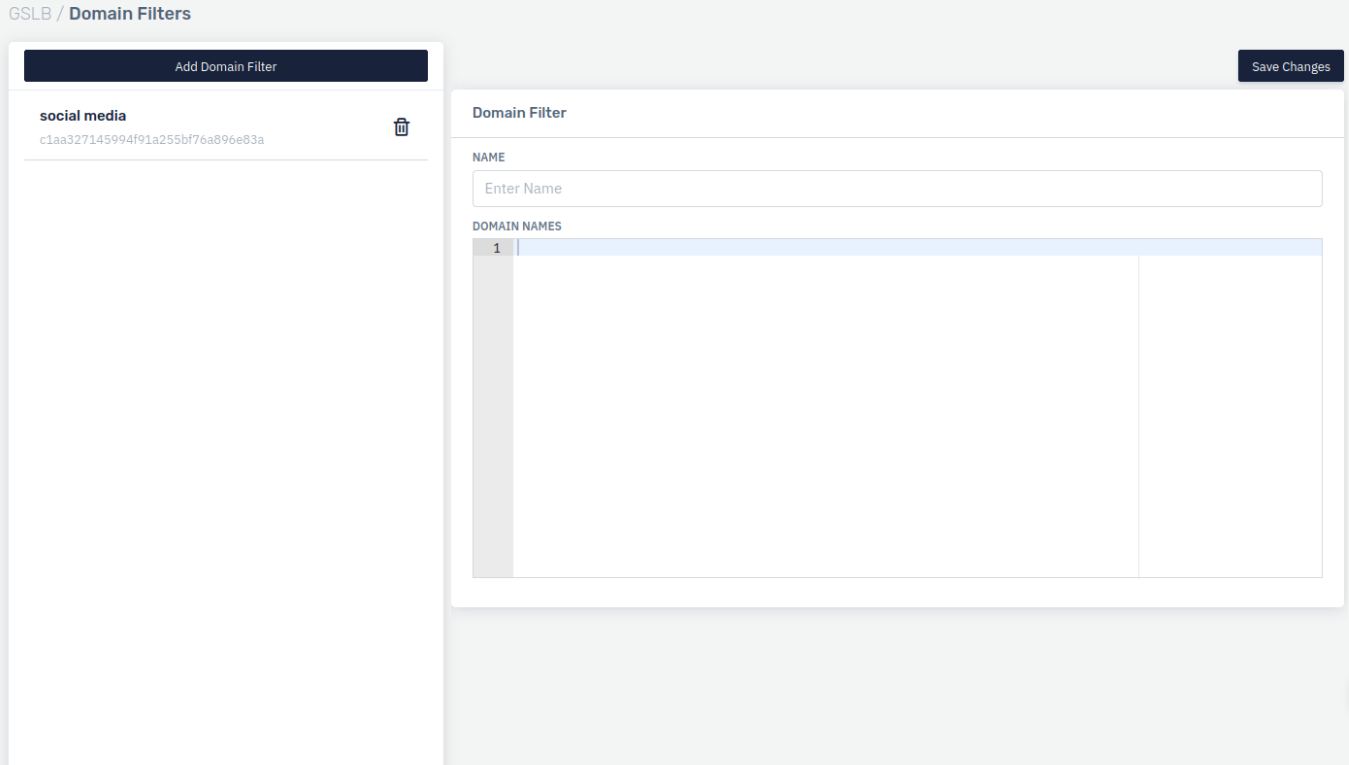 GSLB / Domain Filters
Add Domain Filter
social media
c1aa327145994f91a255bf76a896e83a
Save Changes
Domain Filter
NAME
Enter Name
DOMAIN NAMES
1